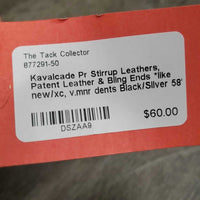 The Tack Collector
877291-50
Kavalcade Pr Stirrup Leathers,
Patent Leather & Bling Ends *like
new/xc, v.mnr dents Black/Silver 58'
$60.00
DSZAA9